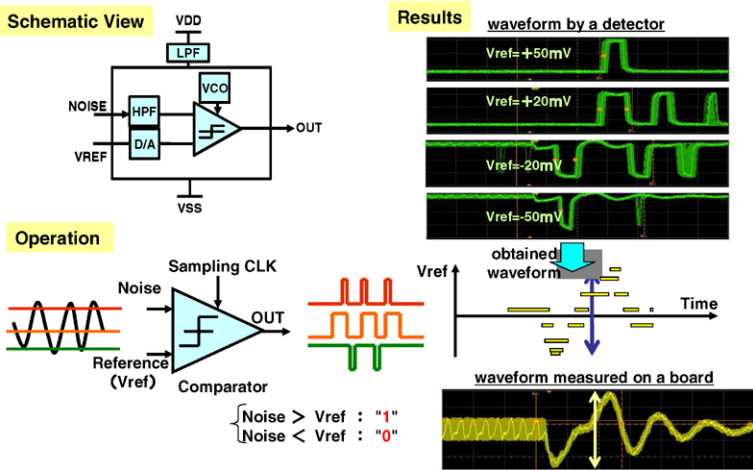 Schematic View
VDD
LPF
VCO
NOISE
HPF
OUT
VREF
D/A
VSS
Operation
Sampling CLK
Noise
OUT
Reference
(Vref)
Comparator
Noise > Vref : "1"
Noise < Vref : "0"
Results
waveform by a detector
Vref=+50mV
Vref=+20mV
Vref=-20mV
Vref=-50mV
obtained
waveform
Vref
Time
waveform measured on a board